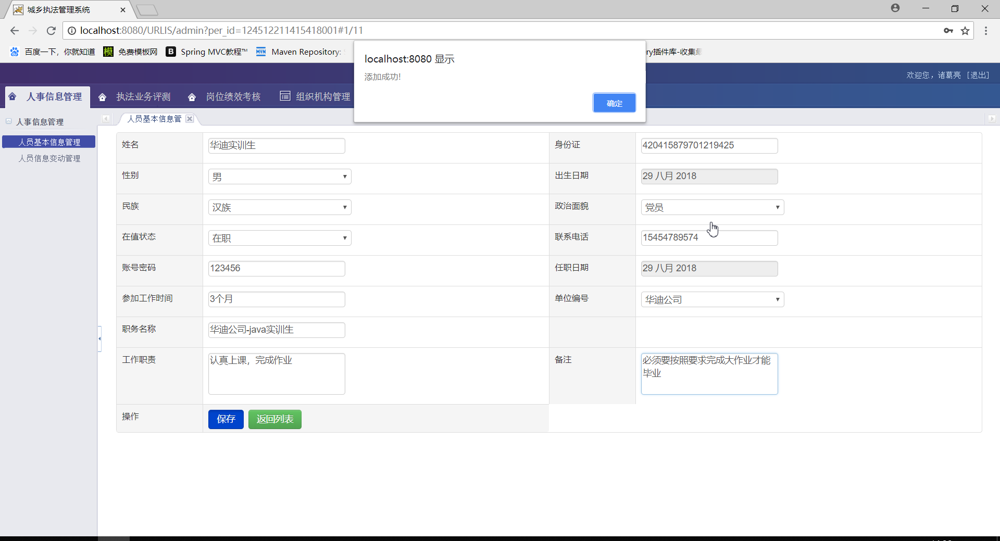 城乡执法管理系统
localhost:8080/URLIS/admin?per_id=124512211415418001#1/11
百度一下，你就知道 模 免费模板网 B Spring MVC教程™ MVN Maven Repository: ry插件库-收集最
localhost:8080 显示
添加成功!
确定
欢迎您，诸葛亮 [退出]
人事信息管理 执法业务评测 岗位绩效考核 组织机构管理
人事信息管理
人员基本信息管理
人员信息变动管理
人员基本信息管
姓名 华迪实训生 身份证 420415879701219425
性别 男 出生日期 29 八月 2018
民族 汉族 政治面貌 党员
在值状态 在职 联系电话 15454789574
账号密码 123456 任职日期 29 八月 2018
参加工作时间 3个月 单位编号 华迪公司
职务名称 华迪公司-java实训生
工作职责 认真上课，完成作业 备注 必须要按照要求完成大作业才能
毕业
操作 保存 返回列表